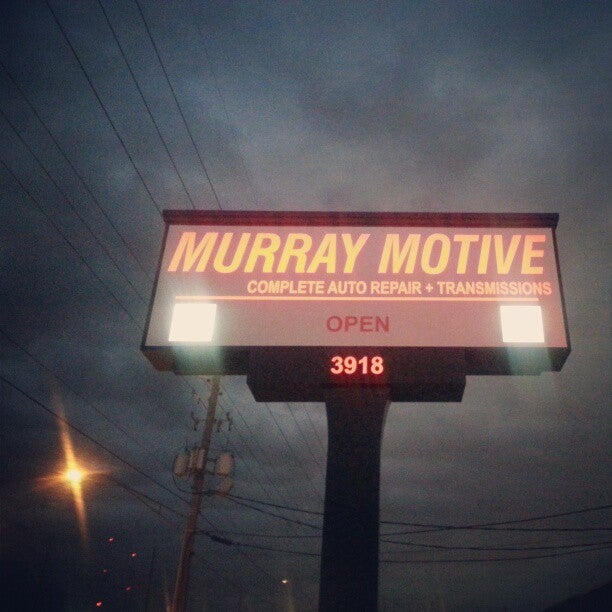 MURRAY MOTIVE
COMPLETE AUTO REPAIR + TRANSMISSIONS
OPEN
3918